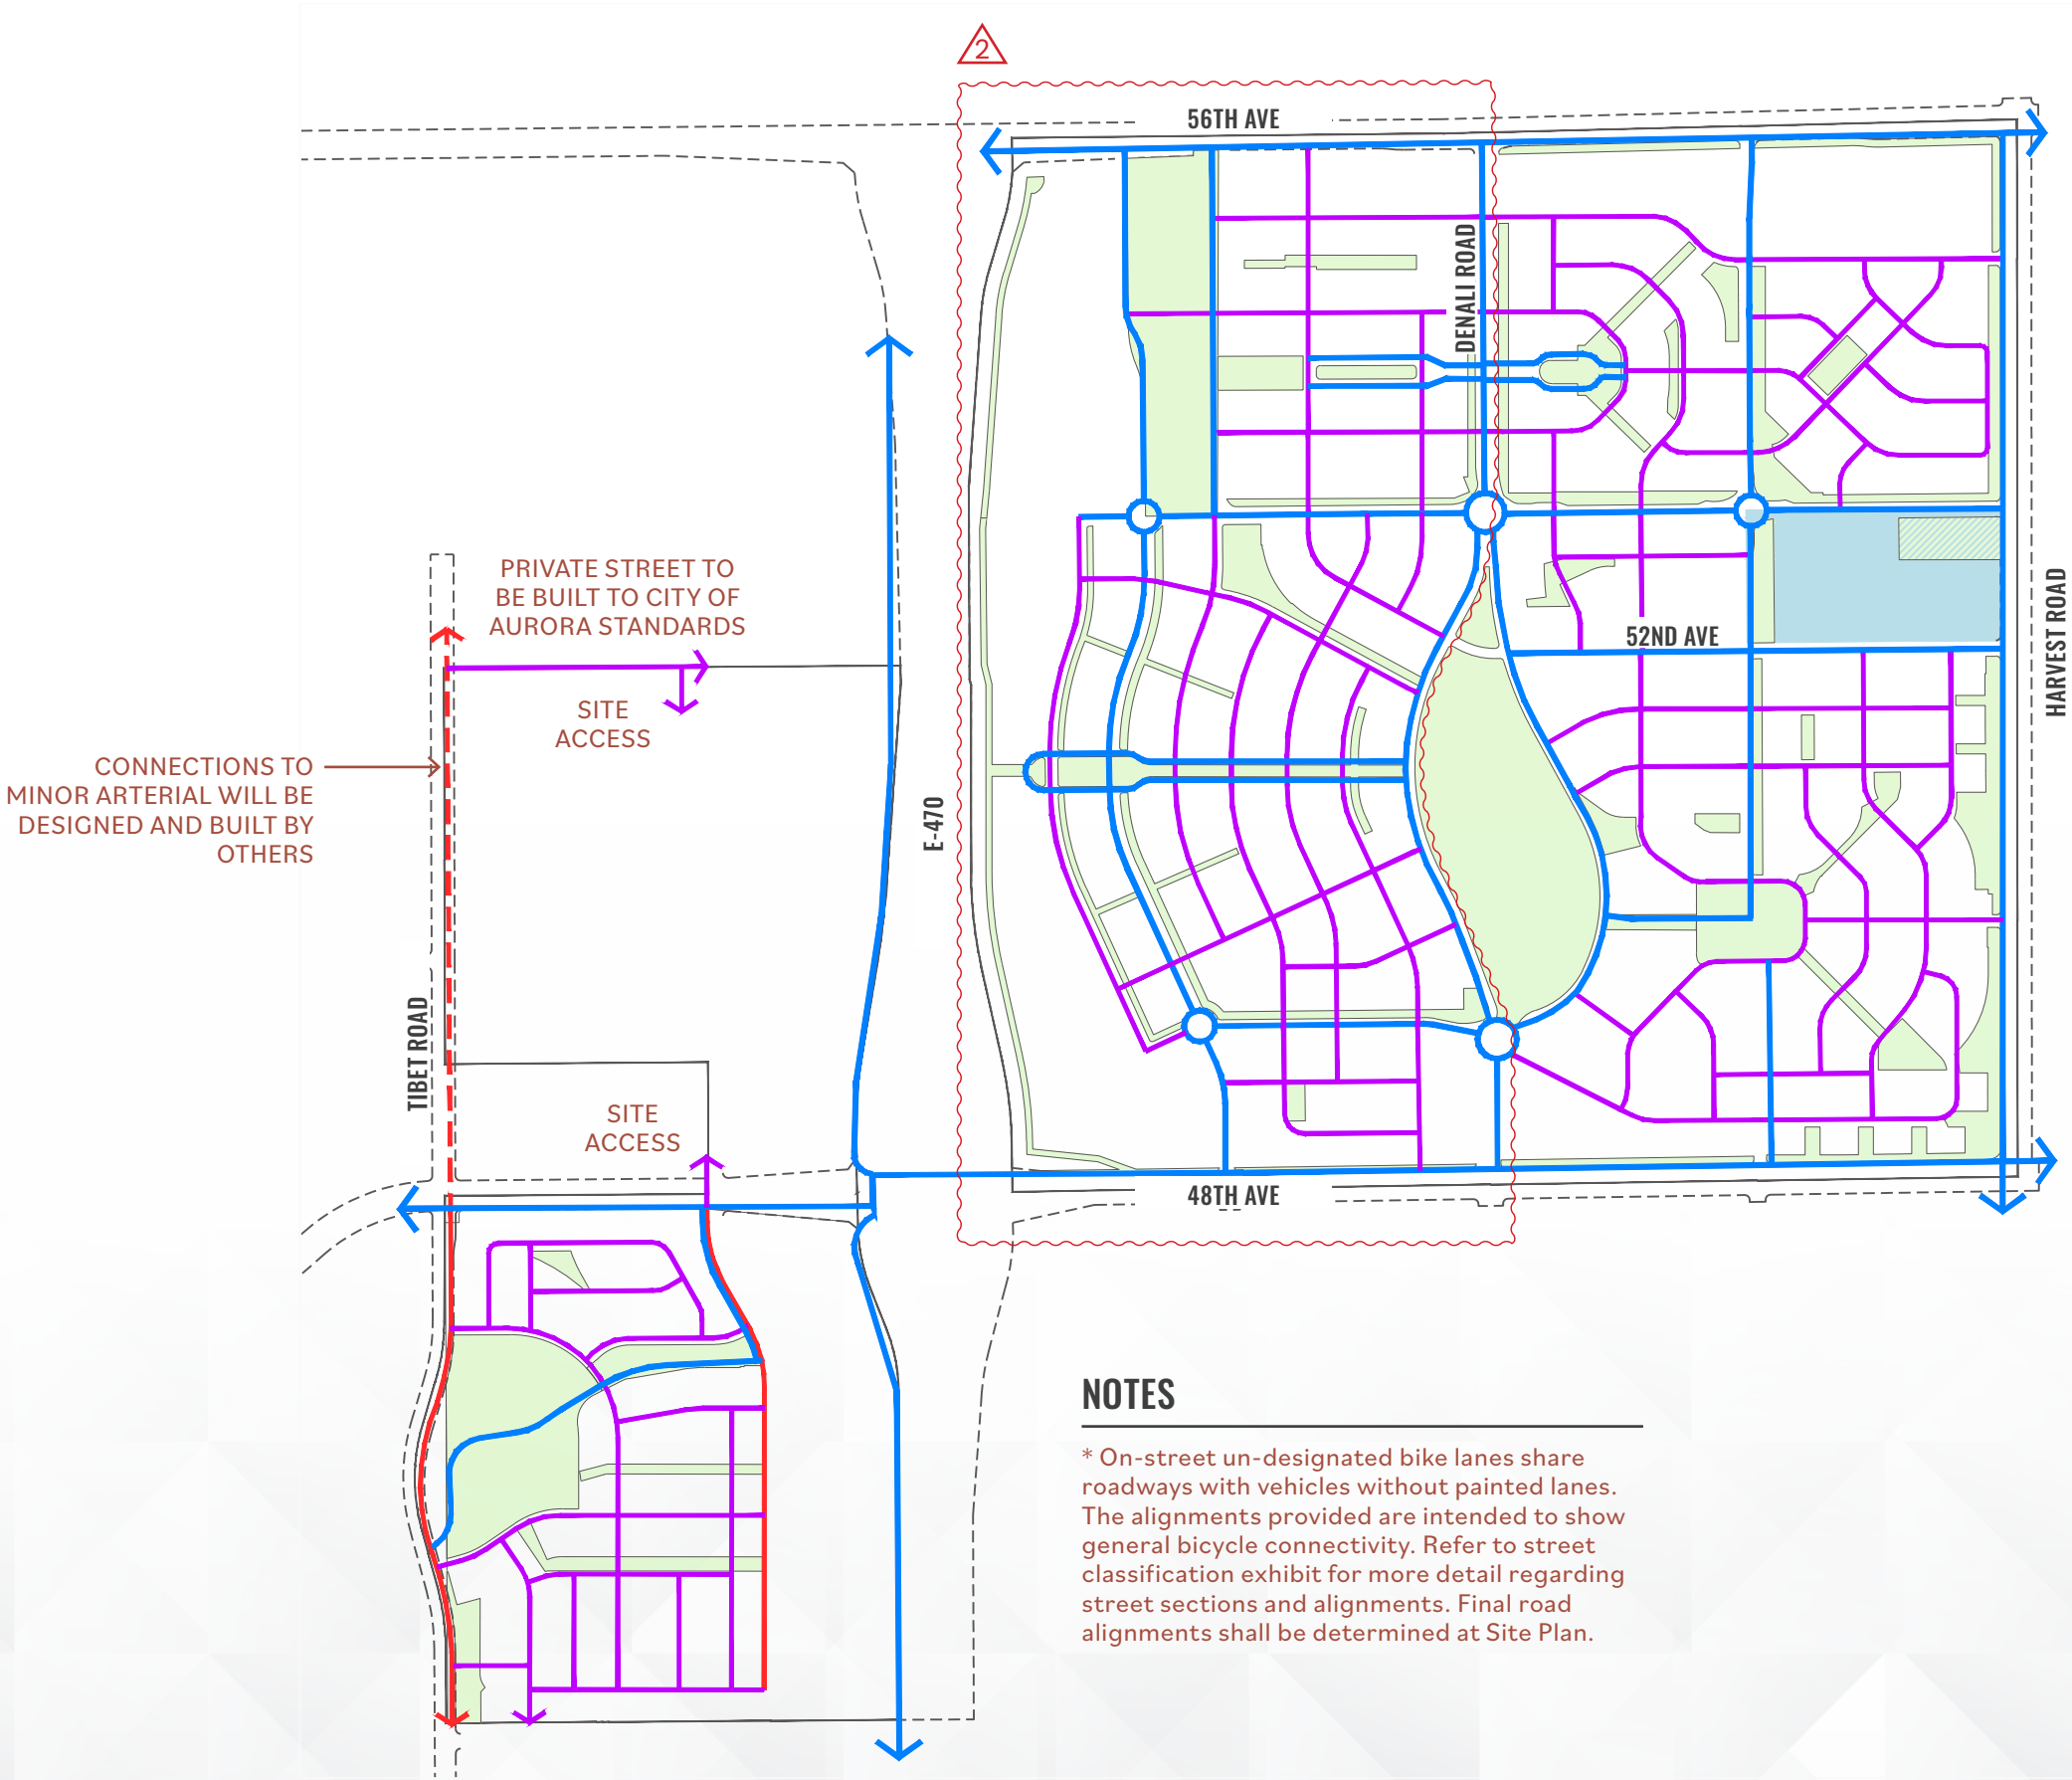 2
56TH AVE
DENALI ROAD
PRIVATE STREET TO
BE BUILT TO CITY OF
AURORA STANDARDS
52ND AVE
HARVEST ROAD
SITE
ACCESS
CONNECTIONS TO
MINOR ARTERIAL WILL BE
DESIGNED AND BUILT BY
OTHERS
E-470
TIBET ROAD
SITE
ACCESS
48TH AVE
NOTES
* On-street un-designated bike lanes share
roadways with vehicles without painted lanes.
The alignments provided are intended to show
general bicycle connectivity. Refer to street
classification exhibit for more detail regarding
street sections and alignments. Final road
alignments shall be determined at Site Plan.